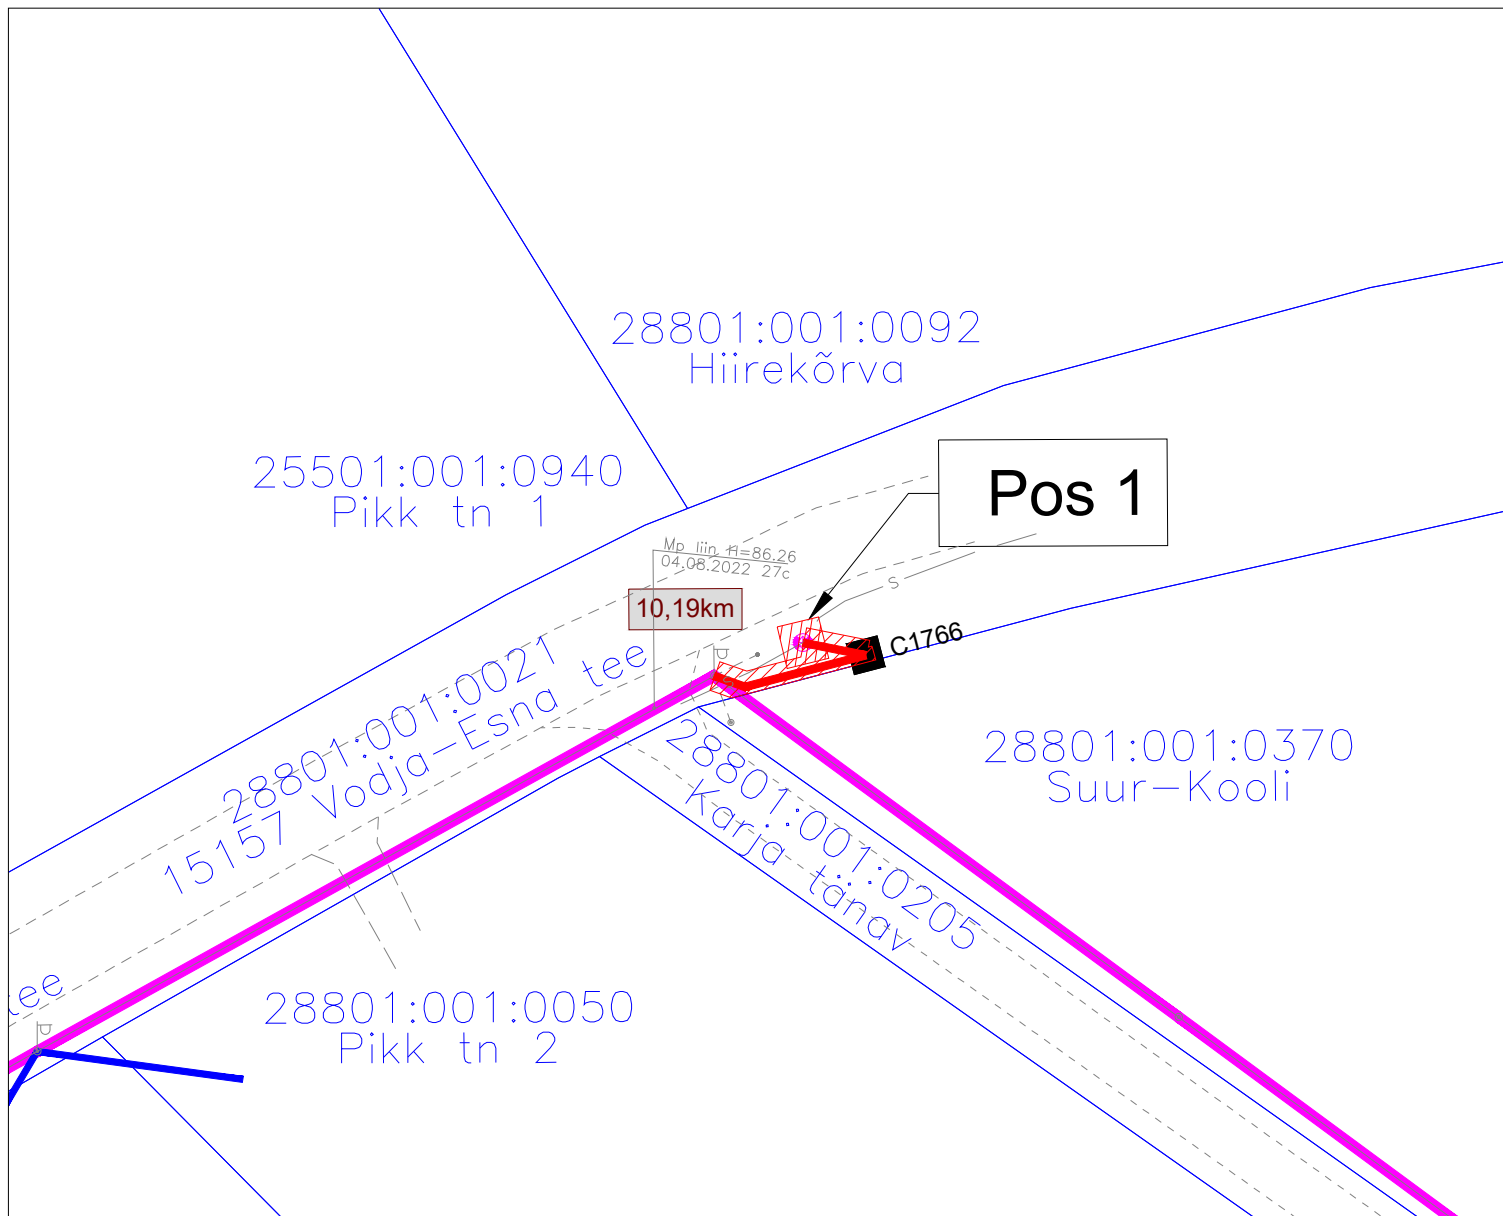 28801:001:0092
Hiirekõrva
25501:001:0940
Pikk tn 1
Pos 1
Mp liin H=86.26
04.08.2022 27c
10,19km
S
C1766
28801:001:0021
15157 Vodja-Esna tee
28801:001:0370
Suur-Kooli
28801:001:0205
Karja tänav
tee
28801:001:0050
Pikk tn 2